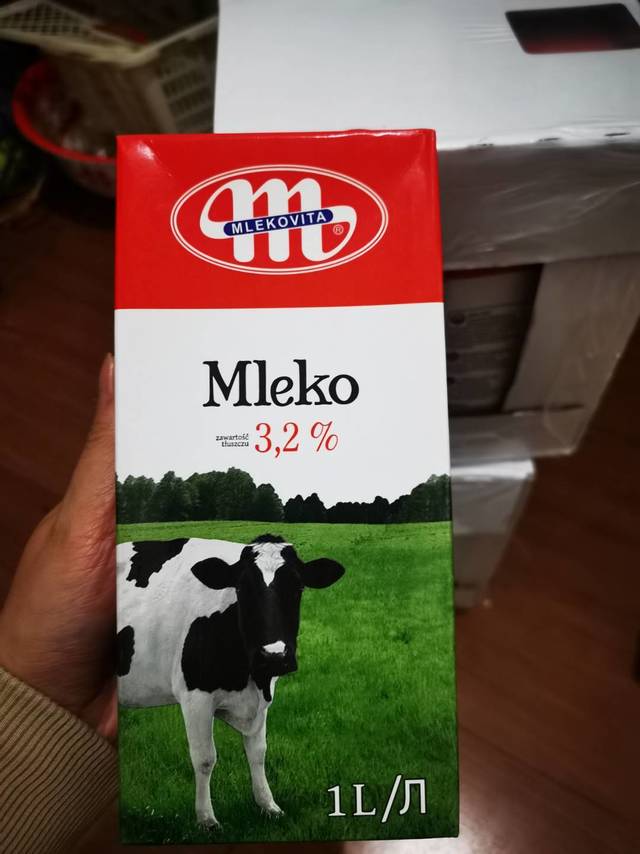 m
MLEKOVITA
®
Mleko
zawartość
tłuszczu
3,2 %
1L/Л